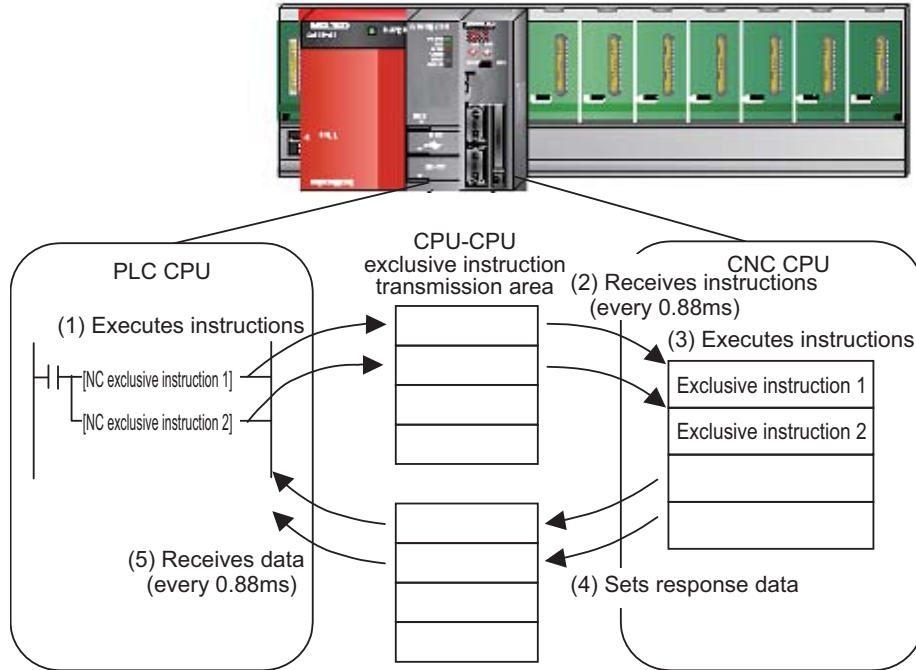 PLC CPU
(1) Executes instructions
[NC exclusive instruction 1]
[NC exclusive instruction 2]
(5) Receives data
(every 0.88ms)
CPU-CPU
exclusive instruction
transmission area
CNC CPU
(2) Receives instructions
(every 0.88ms)
(3) Executes instructions
Exclusive instruction 1
Exclusive instruction 2
(4) Sets response data